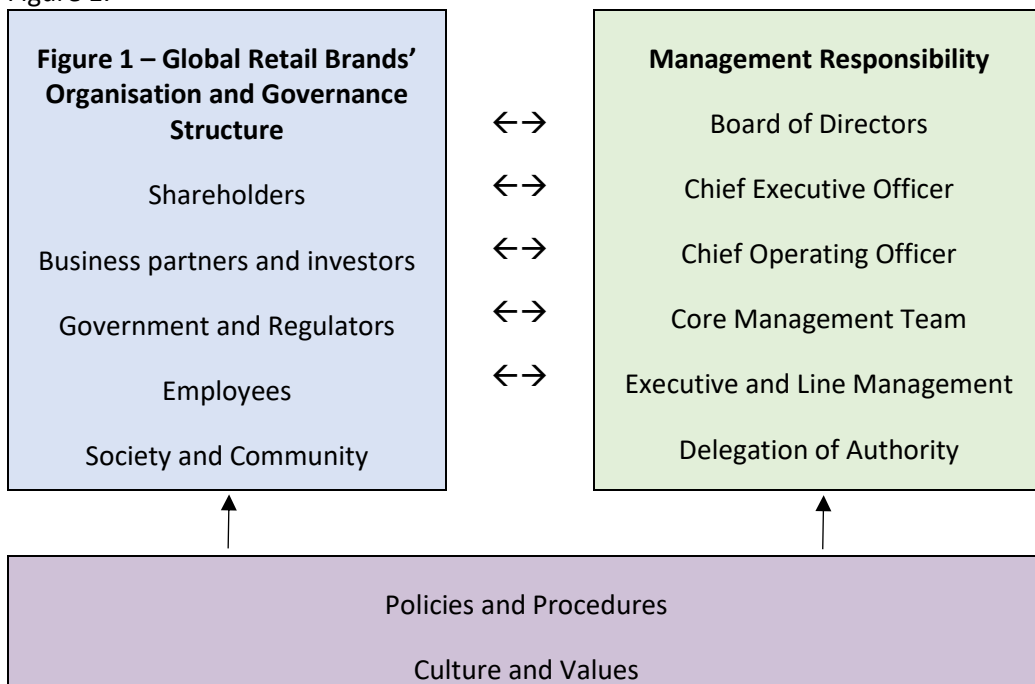 Figure 1.
Figure 1 – Global Retail Brands’
Organisation and Governance
Structure
Shareholders
Business partners and investors
Government and Regulators
Employees
Society and Community
Management Responsibility
Board of Directors
Chief Executive Officer
Chief Operating Officer
Core Management Team
Executive and Line Management
Delegation of Authority
Policies and Procedures
Culture and Values